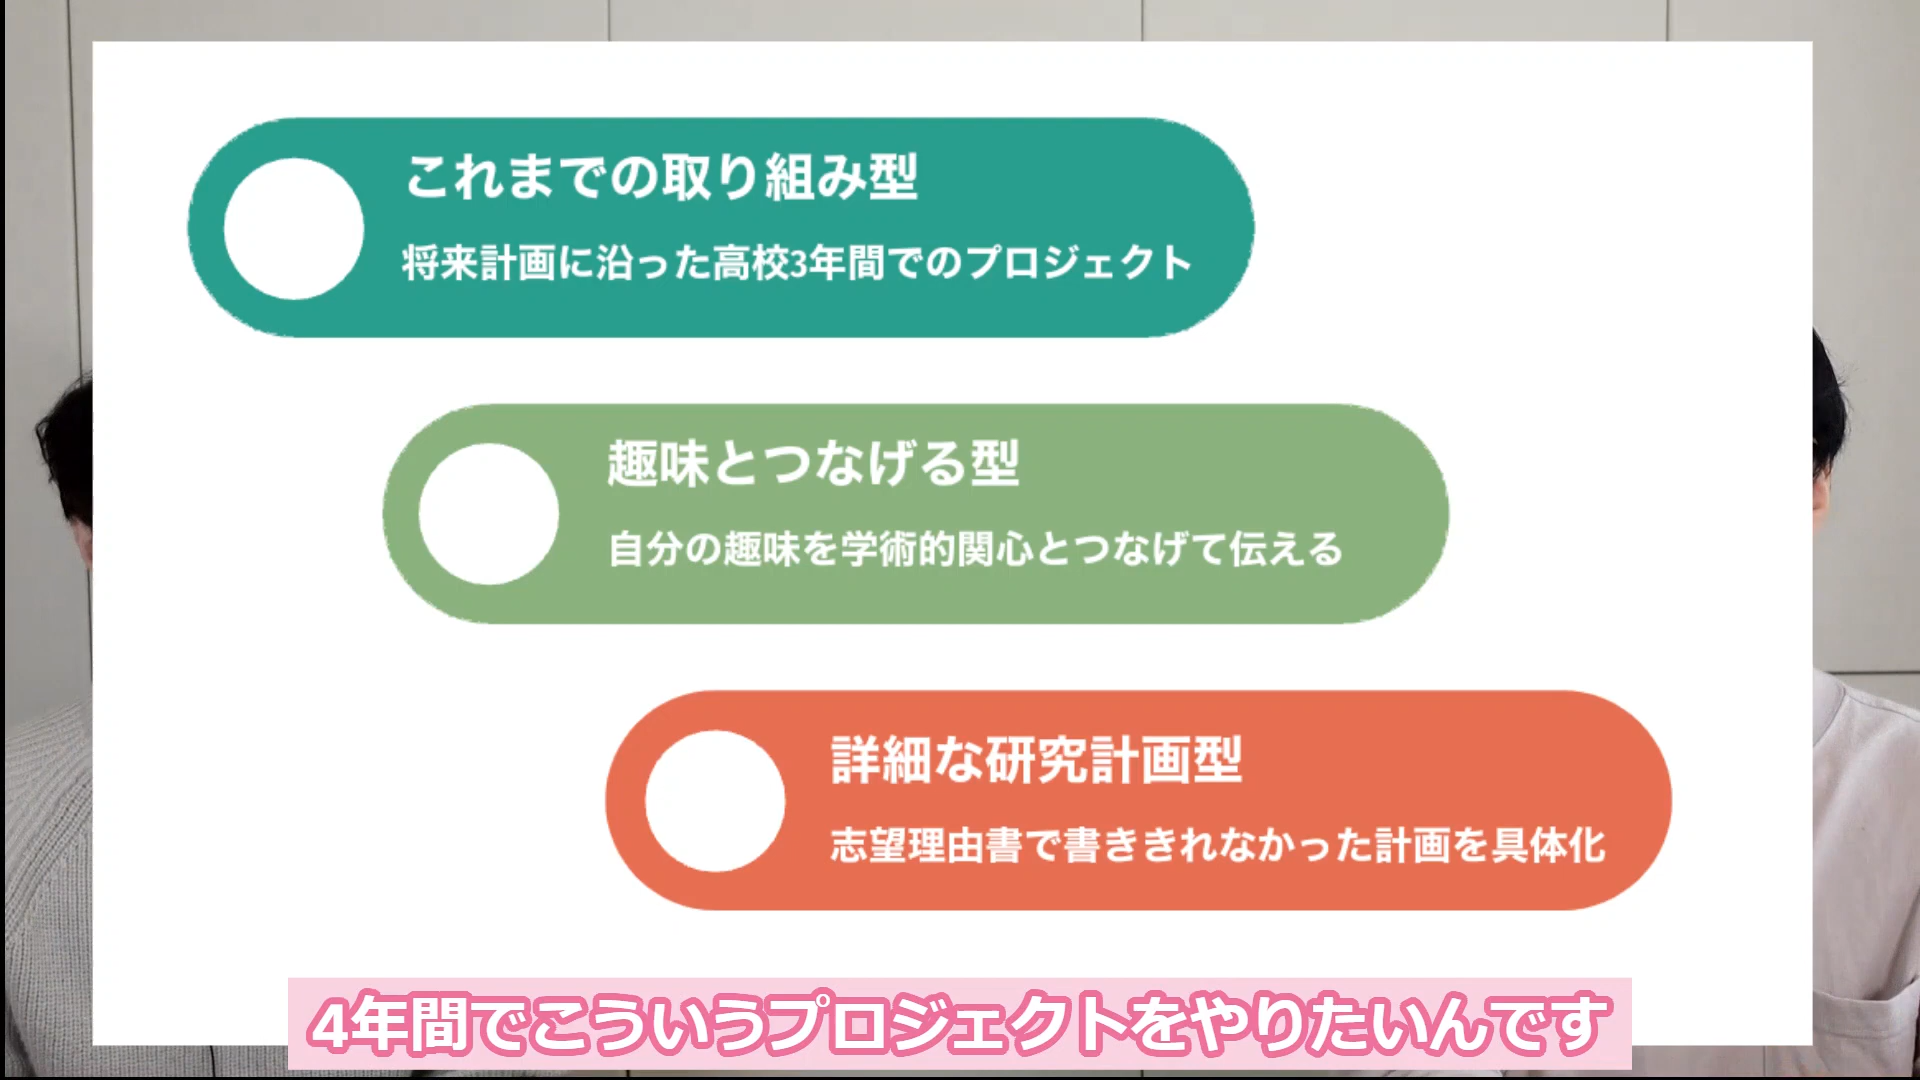 これまでの取り組み型
将来計画に沿った高校3年間でのプロジェクト
趣味とつなげる型
自分の趣味を学術的関心とつなげて伝える
詳細な研究計画型
志望理由書で書ききれなかった計画を具体化
4年間でこういうプロジェクトをやりたいんです